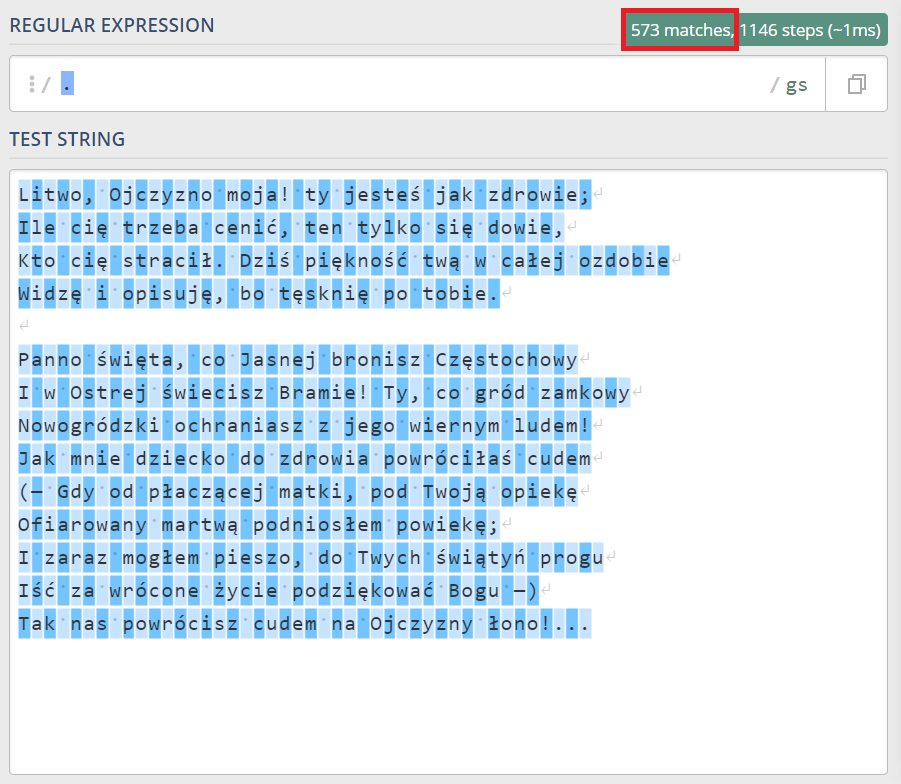 REGULAR EXPRESSION
573 matches, 1146 steps (~1ms)
/ . / gs
TEST STRING
Litwo, Ojczyzno moja! ty jesteś jak zdrowie;
Ile cię trzeba cenić, ten tylko się dowie,
Kto cię stracił. Dziś piękność twą w całej ozdobie
Widzę i opisuję, bo tęsknię po tobie.

Panno święta, co Jasnej bronisz Częstochowy
I w Ostrej świecisz Bramie! Ty, co gród zamkowy
Nowogródzki ochraniasz z jego wiernym ludem!
Jak mnie dziecko do zdrowia powróciłaś cudem
(— Gdy od płaczącej matki, pod Twoją opiekę
Ofiarowany martwą podniosłem powiekę;
I zaraz mogłem pieszo, do Twych świątyń progu
Iść za wrócone życie podziękować Bogu —)
Tak nas powrócisz cudem na Ojczyzny łono!...